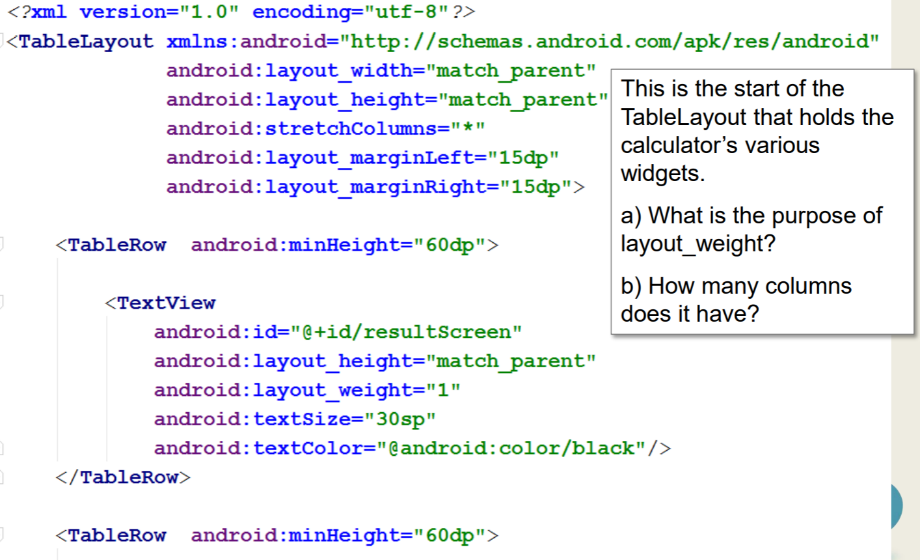 <?xml version="1.0" encoding="utf-8"?>
<TableLayout xmlns:android="http://schemas.android.com/apk/res/android"
android:layout_width="match_parent"
android:layout_height="match_parent"
android:stretchColumns="*"
android:layout_marginLeft="15dp"
android:layout_marginRight="15dp">
<TableRow  android:minHeight="60dp">
<TextView
android:id="@+id/resultScreen"
android:layout_height="match_parent"
android:layout_weight="1"
android:textSize="30sp"
android:textColor="@android:color/black"/>
</TableRow>
<TableRow  android:minHeight="60dp">
This is the start of the
TableLayout that holds the
calculator’s various
widgets.
a) What is the purpose of
layout_weight?
b) How many columns
does it have?